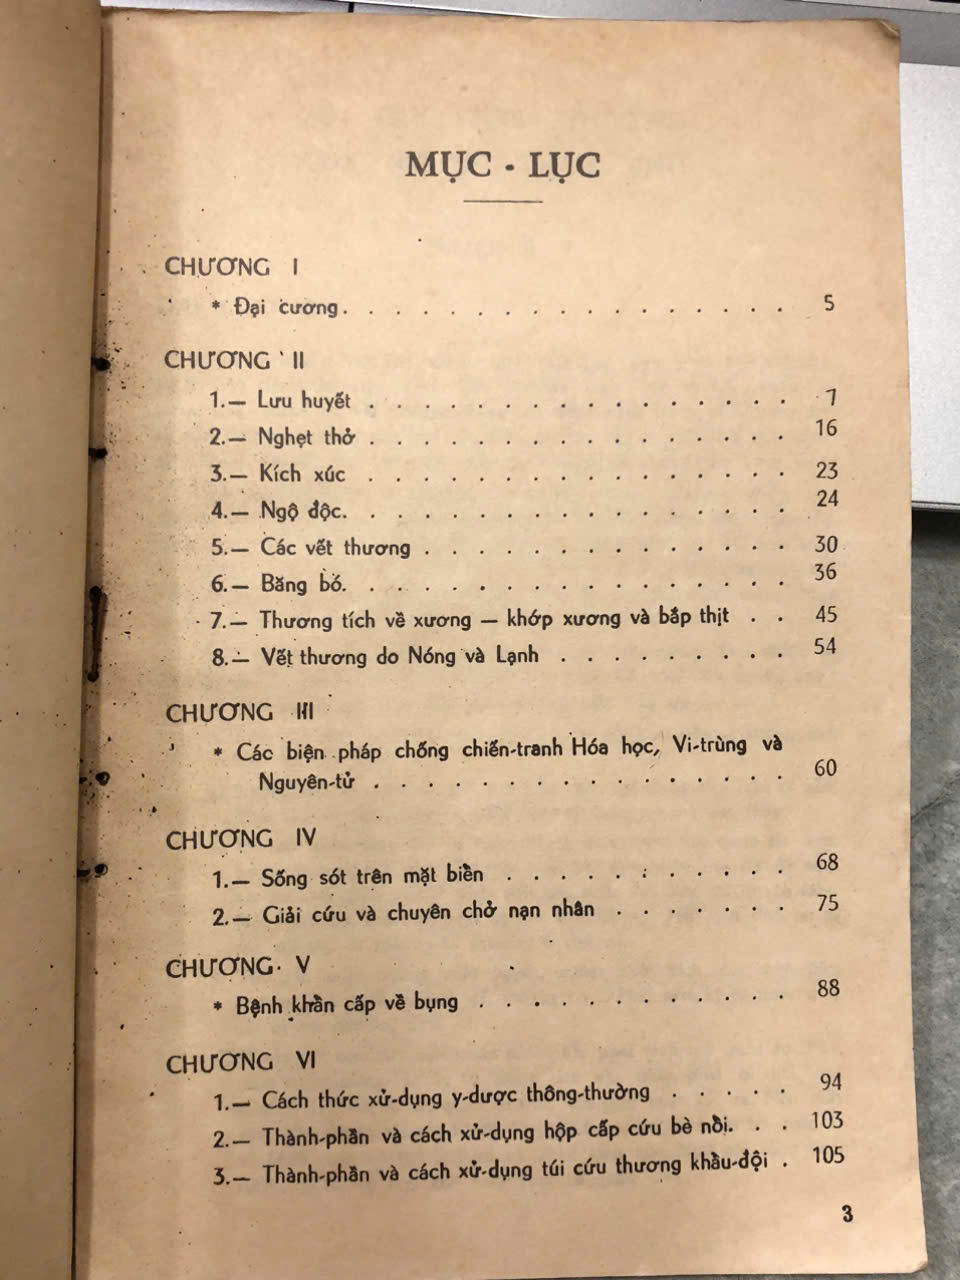 MỤC - LỤC
CHƯƠNG I
* Đại cương. . . . . . . . . . . . . . . . . . 5
CHƯƠNG II
1.— Lưu huyết . . . . . . . . . . . . . . . . 7
2.— Nghẹt thở . . . . . . . . . . . . . . . . 16
3.— Kích xúc . . . . . . . . . . . . . . . . 23
4.— Ngộ độc. . . . . . . . . . . . . . . . . 24
5.— Các vết thương . . . . . . . . . . . . . . 30
6.— Băng bó. . . . . . . . . . . . . . . . . 36
7.— Thương tích về xương — khớp xương và bắp thịt . . 45
8.— Vết thương do Nóng và Lạnh . . . . . . . . . 54
CHƯƠNG III
* Các biện pháp chống chiến-tranh Hóa học, Vi-trùng và
Nguyên-tử . . . . . . . . . . . . . . . . 60
CHƯƠNG IV
1.— Sống sót trên mặt biển . . . . . . . . . . . 68
2.— Giải cứu và chuyên chở nạn nhân . . . . . . . 75
CHƯƠNG V
* Bệnh khẩn cấp về bụng . . . . . . . . . . . . 88
CHƯƠNG VI
1.— Cách thức xử-dụng y-dược thông-thường . . . . . 94
2.— Thành-phần và cách xử-dụng hộp cấp cứu bè nổi. . . 103
3.— Thành-phần và cách xử-dụng túi cứu thương khẩu-đội . 105
3